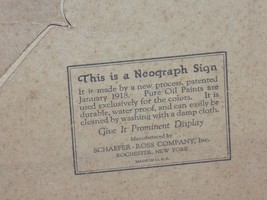 This is a Neograph Sign
It is made by a new process, patented
January 1918. Pure Oil Paints are
used exclusively for the colors. It is
durable, water proof, and can easily be
cleaned by washing with a damp cloth.
Give It Prominent Display
Manufactured by
SCHAEFER-ROSS COMPANY, Inc.
ROCHESTER, NEW YORK
MADE IN U.S.A.